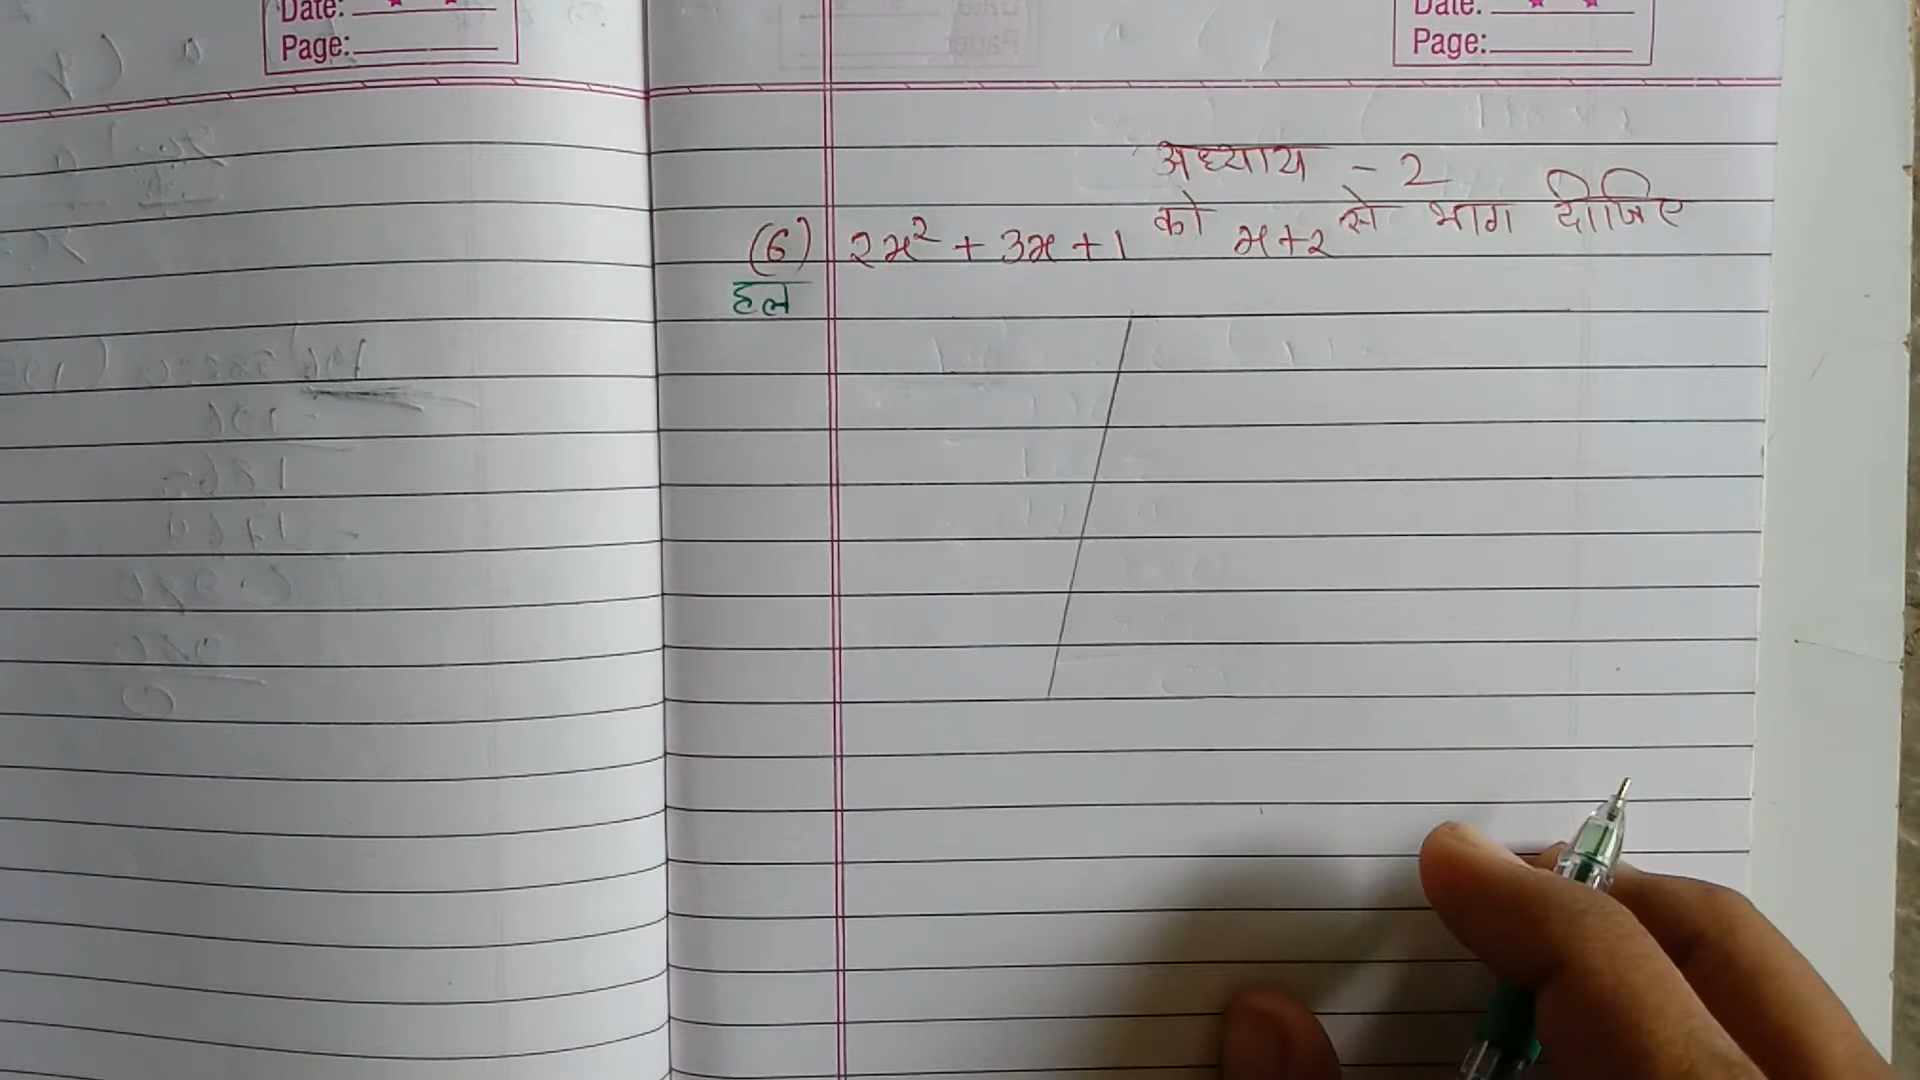 Date:
Page:
Date:
Page:
अध्याय - 2
(6) 2x² + 3x + 1 को x + 2 से भाग दीजिए
हल